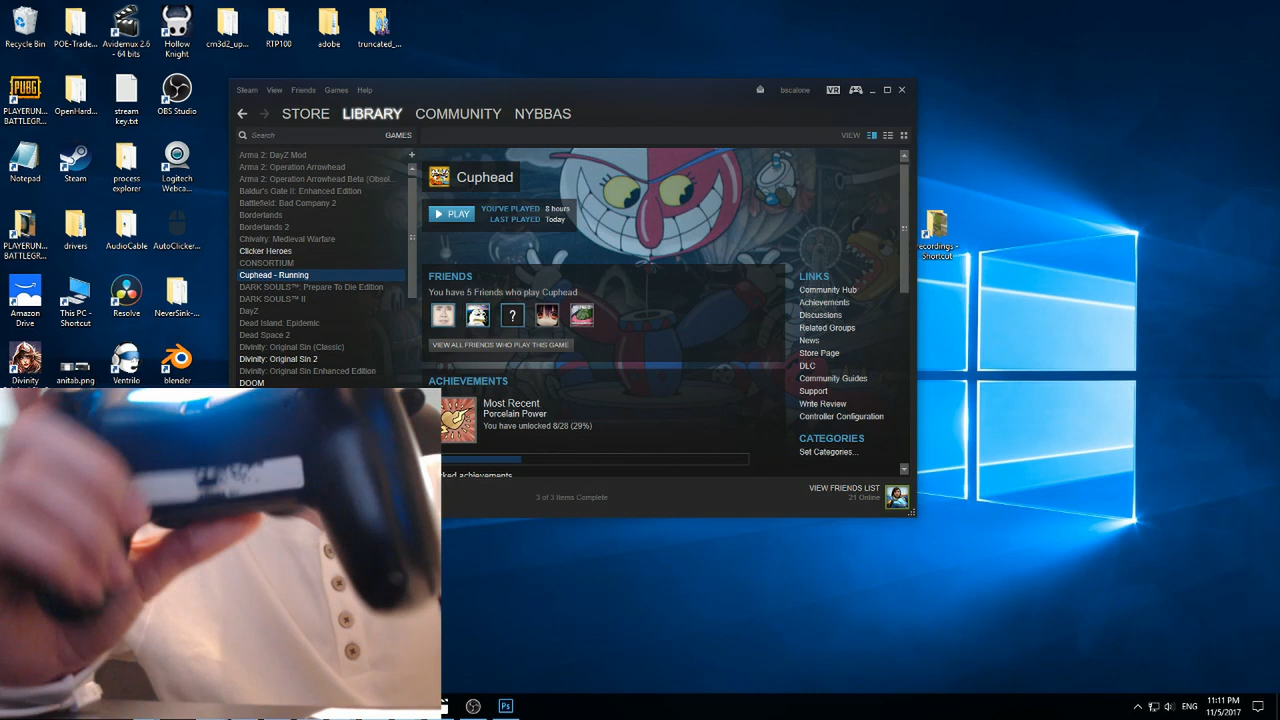 Recycle Bin
POE-Trade...
Avidemux 2.6 - 64 bits
Hollow Knight
cm3d2_up...
RTP100
adobe
truncated_...
PLAYERUN... BATTLEGR...
OpenHard...
stream key.txt
OBS Studio
Notepad
Steam
process explorer
Logitech Webca...
PLAYERUN... BATTLEGR...
drivers
AudioCable
AutoClicker...
Amazon Drive
This PC - Shortcut
Resolve
NeverSink-...
Divinity
anitab.png
Ventrilo
blender
Steam View Friends Games Help
bscalone
VR
STORE LIBRARY COMMUNITY NYBBAS
Search
GAMES
VIEW
Arma 2: DayZ Mod
Arma 2: Operation Arrowhead
Arma 2: Operation Arrowhead Beta (Obsol...
Baldur's Gate II: Enhanced Edition
Battlefield: Bad Company 2
Borderlands
Borderlands 2
Chivalry: Medieval Warfare
Clicker Heroes
CONSORTIUM
Cuphead - Running
DARK SOULS™: Prepare To Die Edition
DARK SOULS™ II
DayZ
Dead Island: Epidemic
Dead Space 2
Divinity: Original Sin (Classic)
Divinity: Original Sin 2
Divinity: Original Sin Enhanced Edition
DOOM
Cuphead
PLAY
YOU'VE PLAYED 8 hours
LAST PLAYED Today
FRIENDS
You have 5 Friends who play Cuphead
?
VIEW ALL FRIENDS WHO PLAY THIS GAME
ACHIEVEMENTS
Most Recent
Porcelain Power
You have unlocked 8/28 (29%)
LINKS
Community Hub
Achievements
Discussions
Related Groups
News
Store Page
DLC
Community Guides
Support
Write Review
Controller Configuration
CATEGORIES
Set Categories...
3 of 3 Items Complete
VIEW FRIENDS LIST
21 Online
Shortcut
Ps
ENG
11:11 PM
11/5/2017